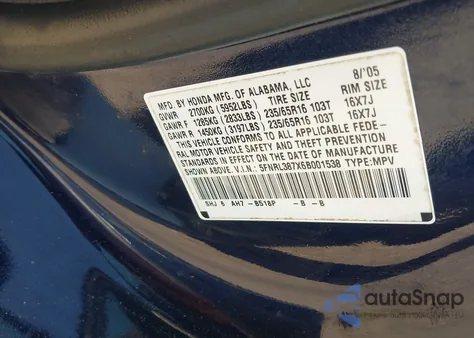 MFD. BY HONDA MFG. OF ALABAMA, LLC 8/'05
GVWR 2700KG (5952LBS) TIRE SIZE RIM SIZE
GAWR F 1285KG (2833LBS) 235/65R16 103T 16X7J
GAWR R 1450KG (3197LBS) 235/65R16 103T 16X7J
THIS VEHICLE CONFORMS TO ALL APPLICABLE FEDE-
RAL MOTOR VEHICLE SAFETY AND THEFT PREVENTION
STANDARDS IN EFFECT ON THE DATE OF MANUFACTURE
SHOWN ABOVE. V.I.N: 5FNRL387X6B001538 TYPE:MPV
SHJ A AH7 -B518P -B -B
autoSnap